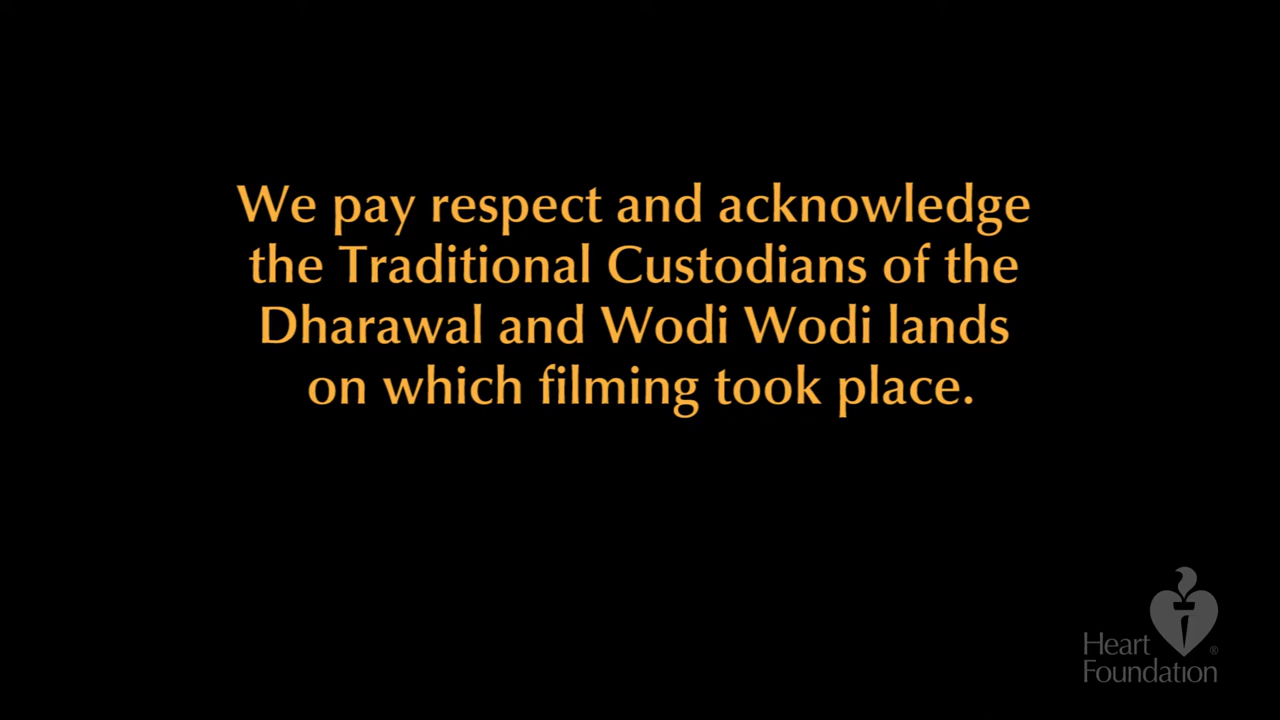 We pay respect and acknowledge
the Traditional Custodians of the
Dharawal and Wodi Wodi lands
on which filming took place.
Heart
Foundation®